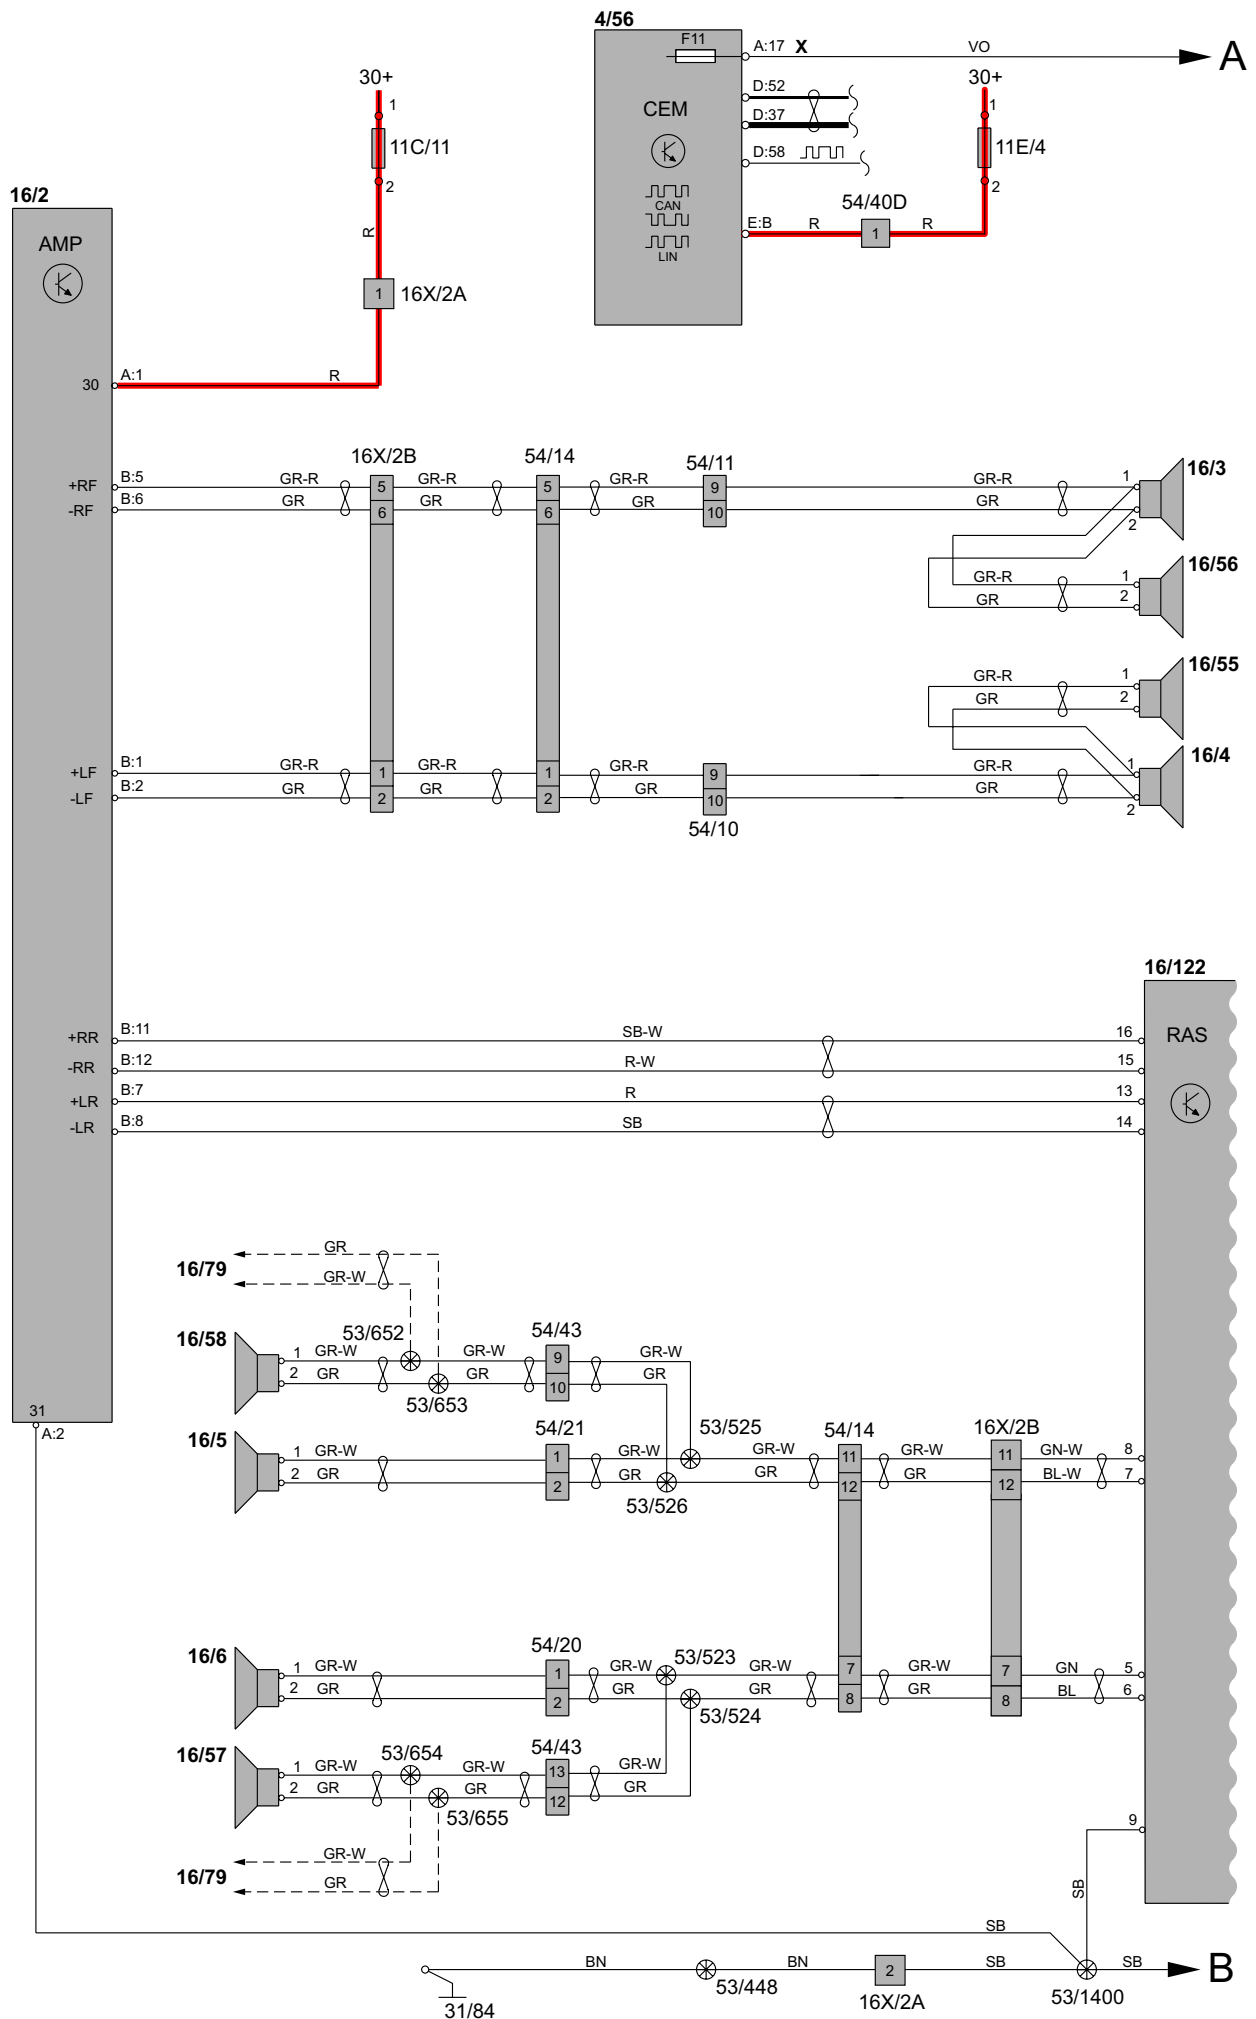 4/56
F11 A:17 X VO A
30+ D:52 30+
1 CEM D:37 1
11C/11 D:58 11E/4
2 CAN 54/40D 2
16/2
AMP
R LIN E:B R 1 R
1 16X/2A
30 A:1 R
16X/2B 54/14 54/11
+RF B:5 GR-R 5 GR-R 5 GR-R 9 GR-R 1 16/3
-RF B:6 GR 6 GR 6 GR 10 GR 2
16/56
GR-R 1
GR 2
16/55
GR-R 1
GR 2
16/4
+LF B:1 GR-R 1 GR-R 1 GR-R 9 GR-R 1
-LF B:2 GR 2 GR 2 GR 10 GR 2
54/10
16/122
+RR B:11 SB-W 16 RAS
-RR B:12 R-W 15
+LR B:7 R 13
-LR B:8 SB 14
16/79 GR
GR-W
16/58 53/652 54/43
1 GR-W GR-W 9 GR-W
2 GR GR 10 GR
53/653
31
A:2
16/5 54/21 53/525 54/14 16X/2B
1 GR-W 1 GR-W GR-W 11 GR-W 11 GN-W 8
2 GR 2 GR GR 12 GR 12 BL-W 7
53/526
16/6 54/20 53/523
1 GR-W 1 GR-W GR-W 7 GR-W 7 GN 5
2 GR 2 GR GR 8 GR 8 BL 6
53/524
16/57 53/654 54/43
1 GR-W GR-W 13 GR-W
2 GR GR 12 GR
53/655
9
16/79 GR-W
GR
SB
SB
BN BN 2 SB SB B
31/84 53/448 16X/2A 53/1400